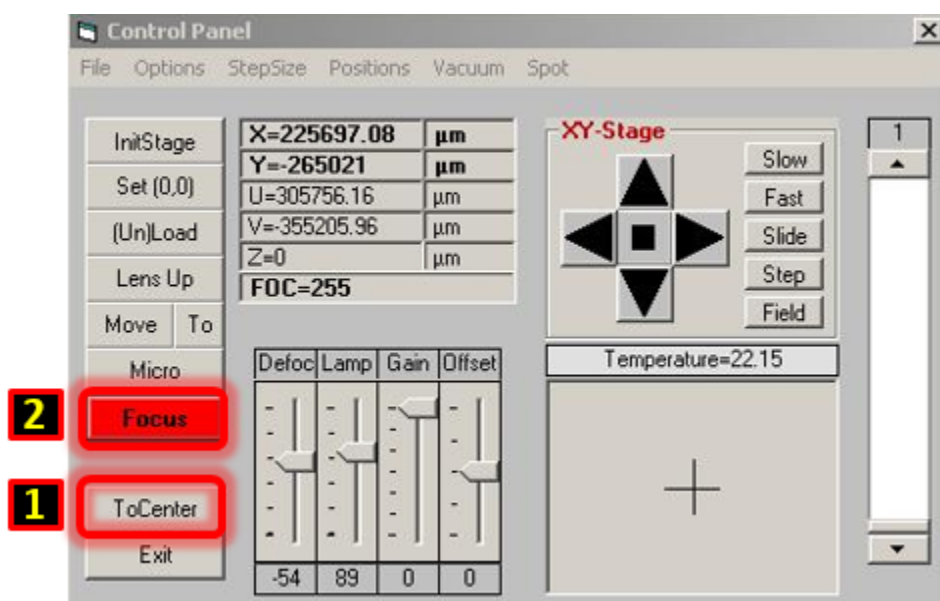 Control Panel
File Options StepSize Positions Vacuum Spot
InitStage
Set (0,0)
(Un)Load
Lens Up
Move To
Micro
2
Focus
1
ToCenter
Exit
X=225697.08 µm
Y=-265021 µm
U=305756.16 µm
V=-355205.96 µm
Z=0 µm
FOC=255
Defoc Lamp Gain Offset
-54 89 0 0
XY-Stage
Slow
Fast
Slide
Step
Field
Temperature=22.15
1